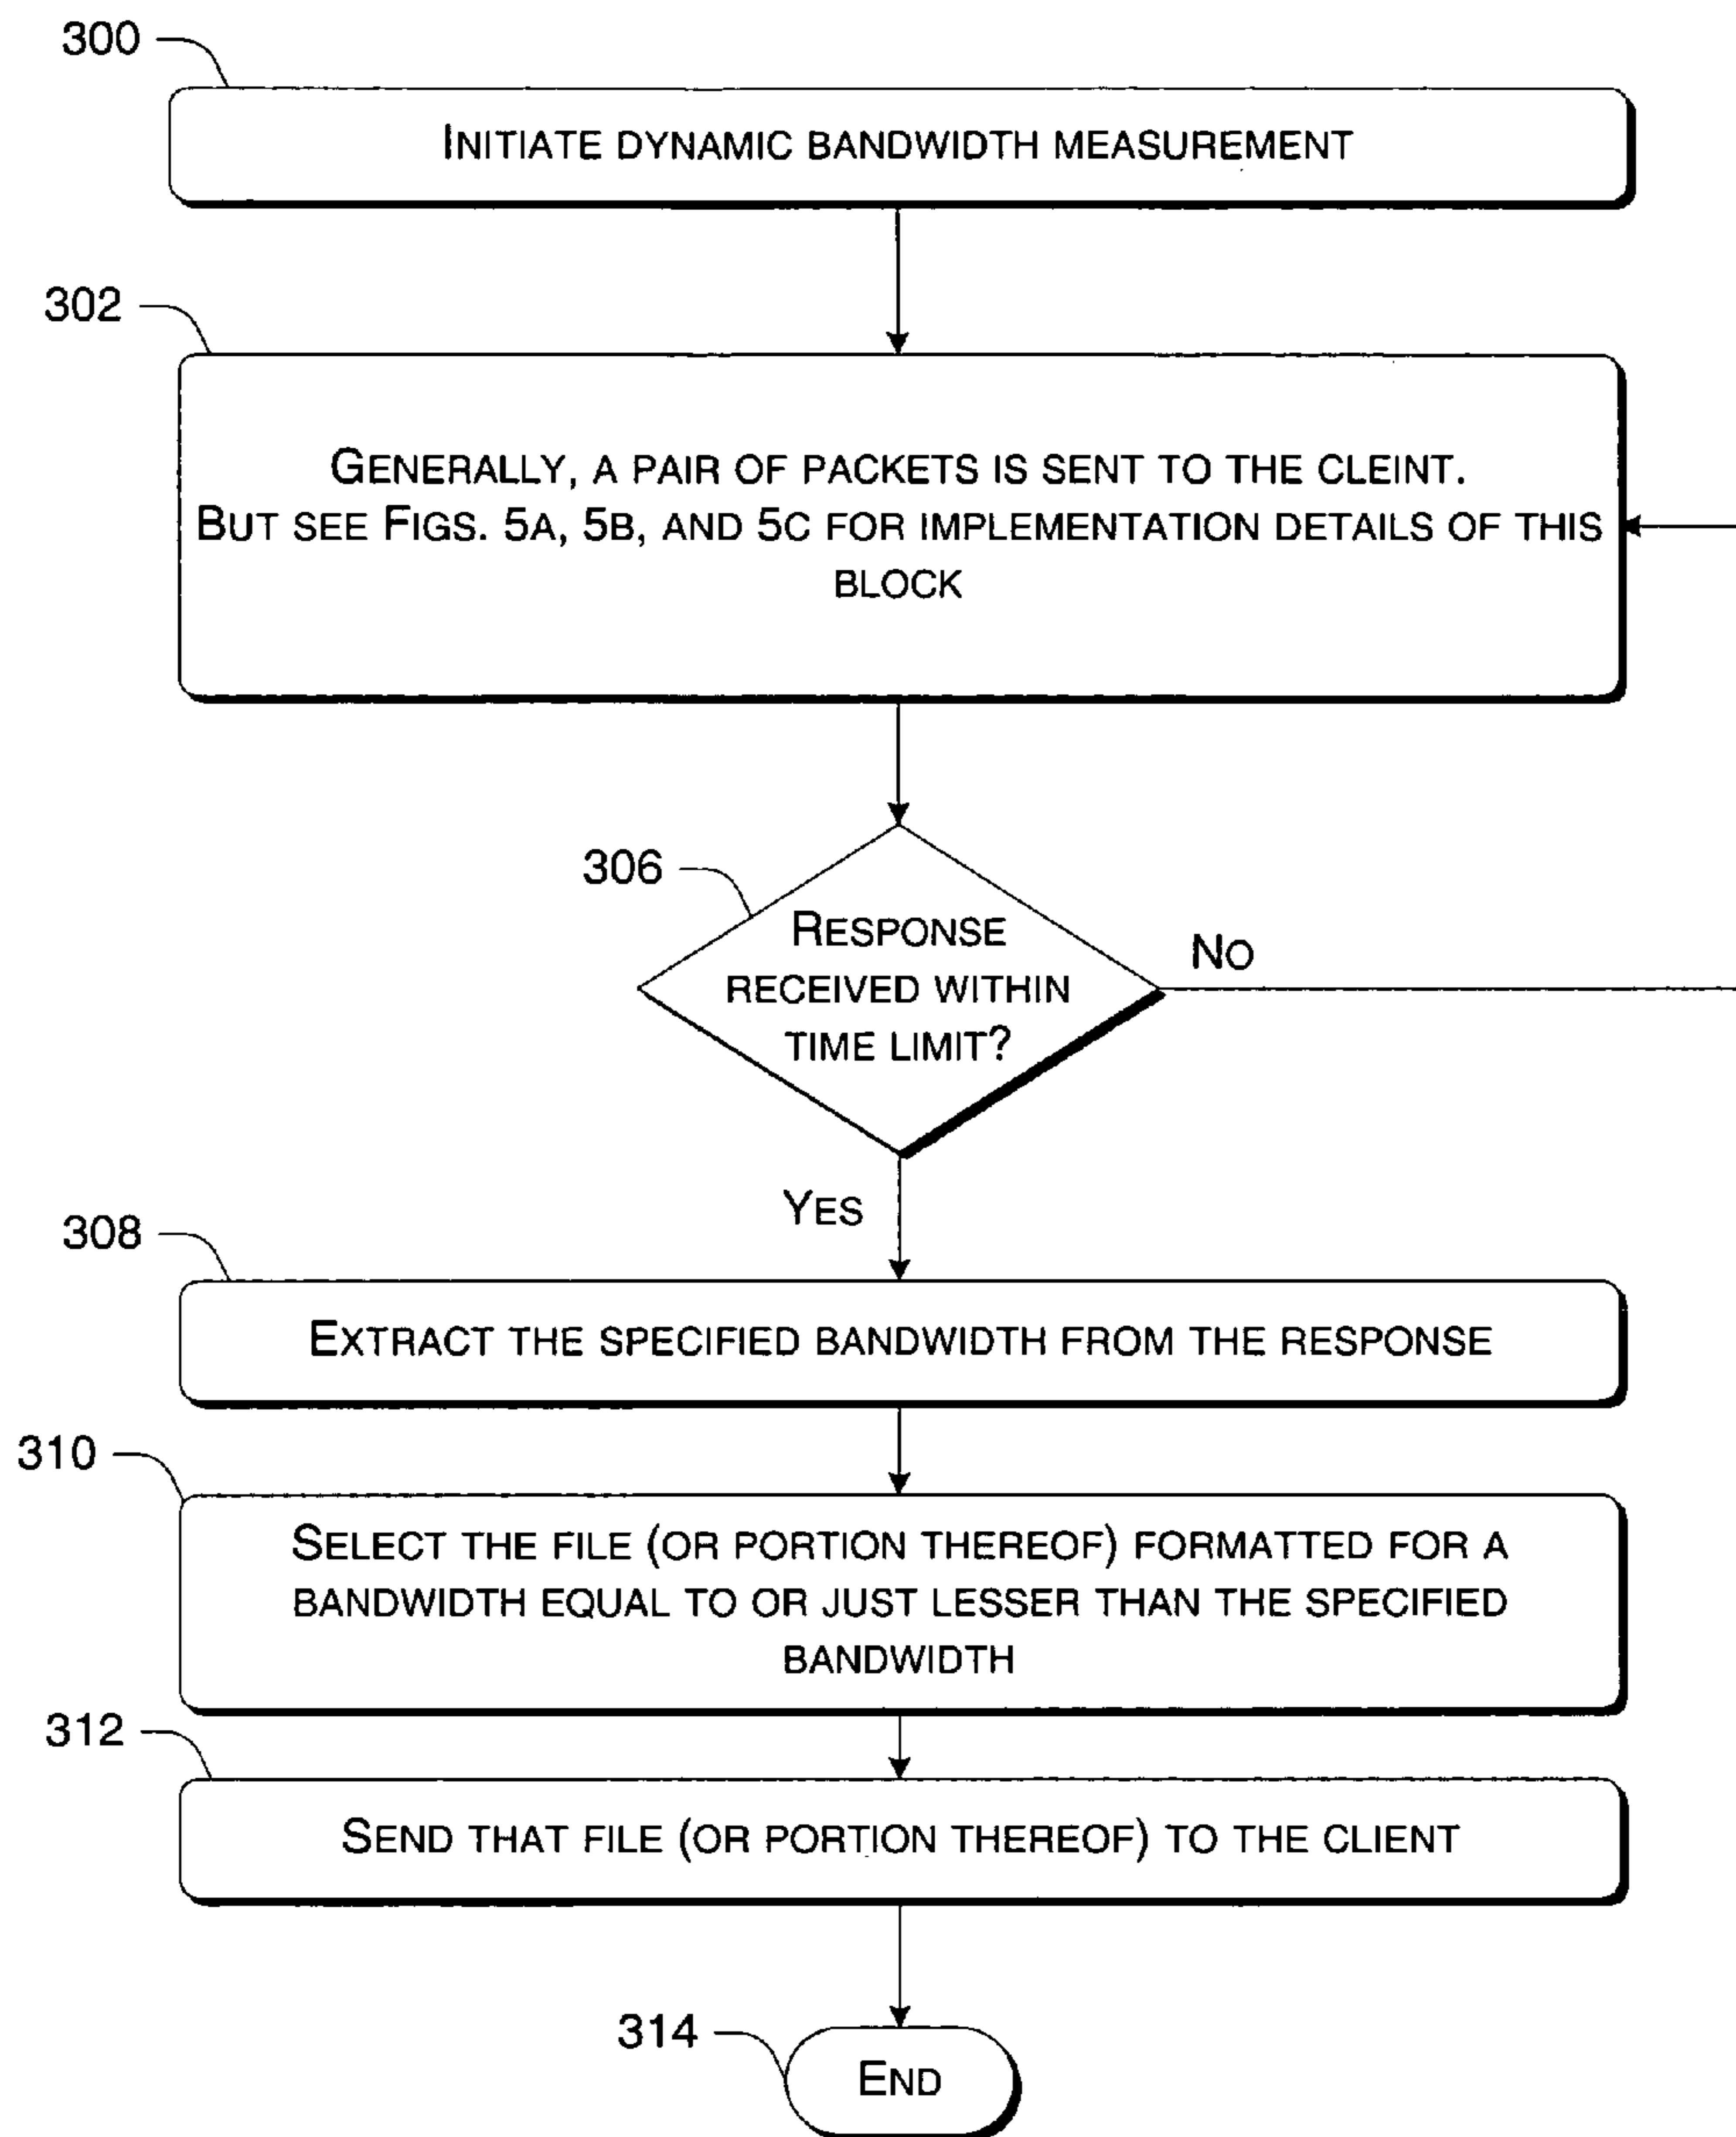 300
INITIATE DYNAMIC BANDWIDTH MEASUREMENT
302
GENERALLY, A PAIR OF PACKETS IS SENT TO THE CLEINT.
BUT SEE FIGS. 5A, 5B, AND 5C FOR IMPLEMENTATION DETAILS OF THIS
BLOCK
306
RESPONSE
RECEIVED WITHIN
TIME LIMIT?
NO
YES
308
EXTRACT THE SPECIFIED BANDWIDTH FROM THE RESPONSE
310
SELECT THE FILE (OR PORTION THEREOF) FORMATTED FOR A
BANDWIDTH EQUAL TO OR JUST LESSER THAN THE SPECIFIED
BANDWIDTH
312
SEND THAT FILE (OR PORTION THEREOF) TO THE CLIENT
314
END